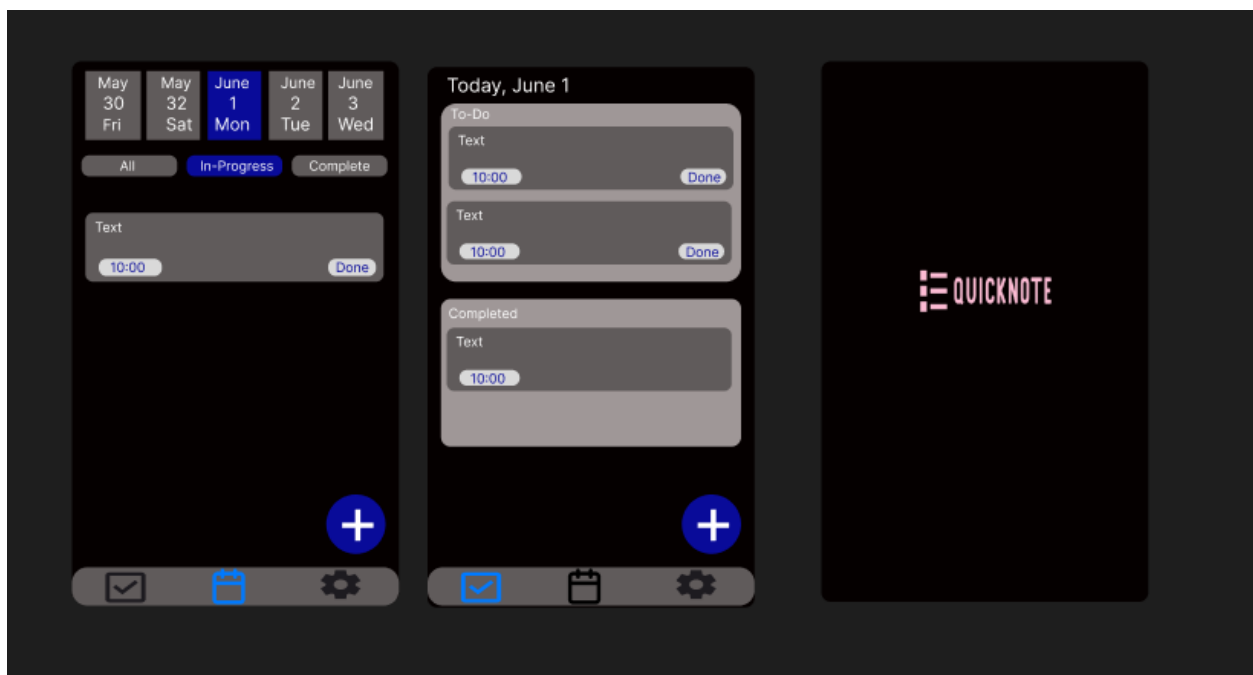 May May June June June
30 32 1 2 3
Fri Sat Mon Tue Wed
All In-Progress Complete
Text
10:00 Done
Today, June 1
To-Do
Text
10:00 Done
Text
10:00 Done
Completed
Text
10:00
QUICKNOTE